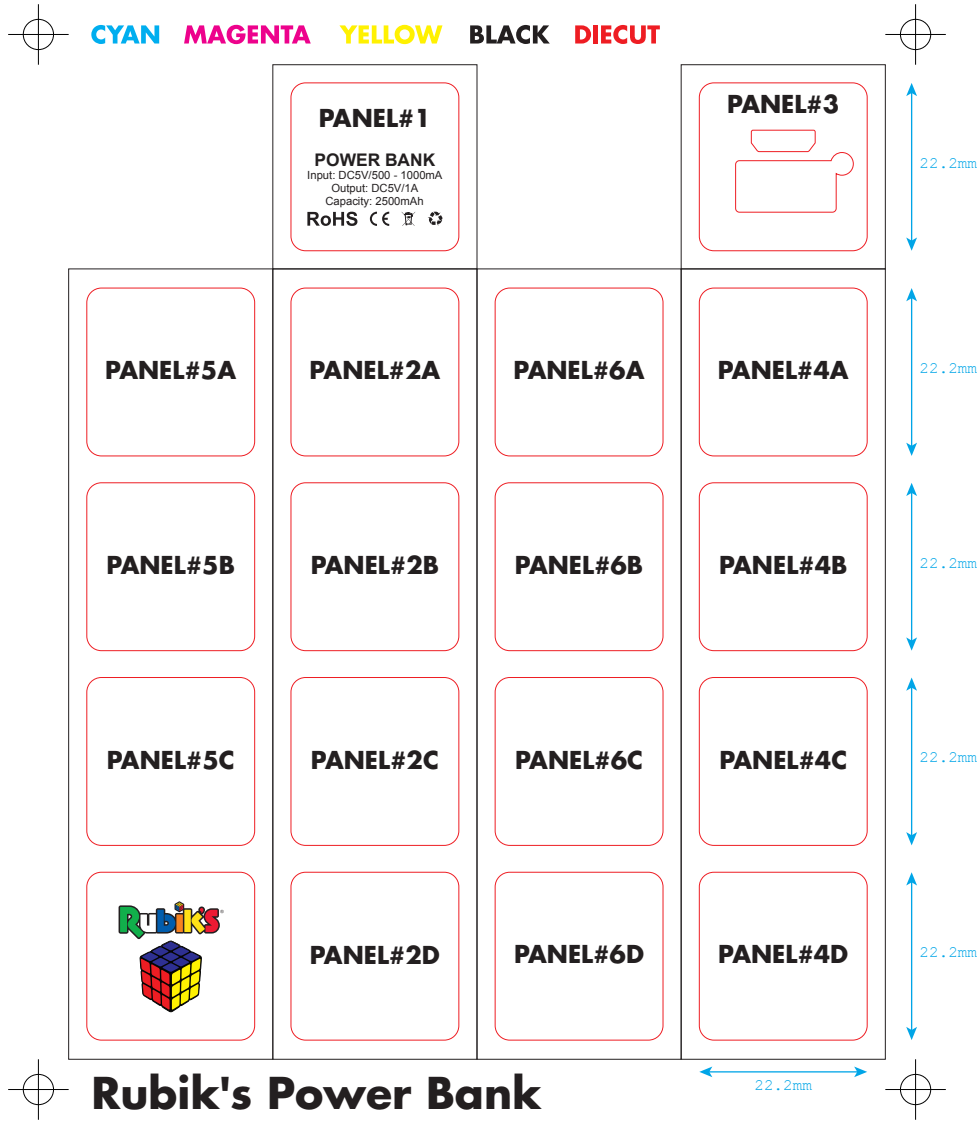 CYAN MAGENTA YELLOW BLACK DIECUT
PANEL#1
POWER BANK
Input: DC5V/500 - 1000mA
Output: DC5V/1A
Capacity: 2500mAh
RoHS CE
PANEL#3
22.2mm
PANEL#5A PANEL#2A PANEL#6A PANEL#4A 22.2mm
PANEL#5B PANEL#2B PANEL#6B PANEL#4B 22.2mm
PANEL#5C PANEL#2C PANEL#6C PANEL#4C 22.2mm
Rubik's
PANEL#2D PANEL#6D PANEL#4D 22.2mm
22.2mm
Rubik's Power Bank